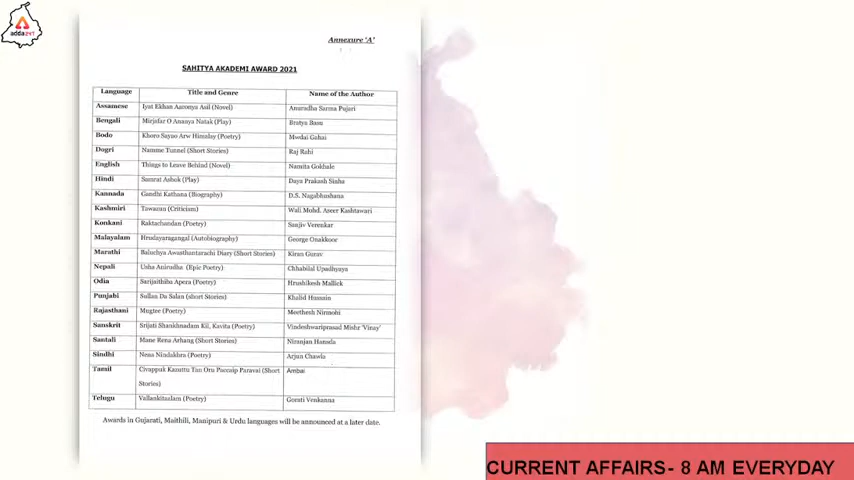 adda247
Annexure 'A'
SAHITYA AKADEMI AWARD 2021
Language Title and Genre Name of the Author
Assamese Iyat Ekhan Aaronya Asil (Novel) Anuradha Sarma Pujari
Bengali Mirjafar O Ananya Natak (Play) Bratya Basu
Bodo Khoro Sayao Arw Himalay (Poetry) Mwdai Gahai
Dogri Namme Tunnel (Short Stories) Raj Rahi
English Things to Leave Behind (Novel) Namita Gokhale
Hindi Samrat Ashok (Play) Daya Prakash Sinha
Kannada Gandhi Kathana (Biography) D.S. Nagabhushana
Kashmiri Tawazun (Criticism) Wali Mohd. Aseer Kashtawari
Konkani Raktachandan (Poetry) Sanjiv Verenkar
Malayalam Hrudayaragangal (Autobiography) George Onakkoor
Marathi Baluchya Awasthantarachi Diary (Short Stories) Kiran Gurav
Nepali Usha Anirudha (Epic Poetry) Chhabilal Upadhyaya
Odia Sarijaithiba Apera (Poetry) Hrushikesh Mallick
Punjabi Sullan Da Salan (short Stories) Khalid Hussain
Rajasthani Mugtee (Poetry) Meethesh Nirmohi
Sanskrit Srijati Shankhnadam Kil, Kavita (Poetry) Vindeshwariprasad Mishr 'Vinay'
Santali Mane Rena Arhang (Short Stories) Niranjan Hansda
Sindhi Nena Nindakhra (Poetry) Arjun Chawla
Tamil Civappuk Kazuttu Tan Oru Paccaip Paravai (Short Ambai
Stories)
Telugu Vallankitaalam (Poetry) Gorati Venkanna
Awards in Gujarati, Maithili, Manipuri & Urdu languages will be announced at a later date.
CURRENT AFFAIRS- 8 AM EVERYDAY